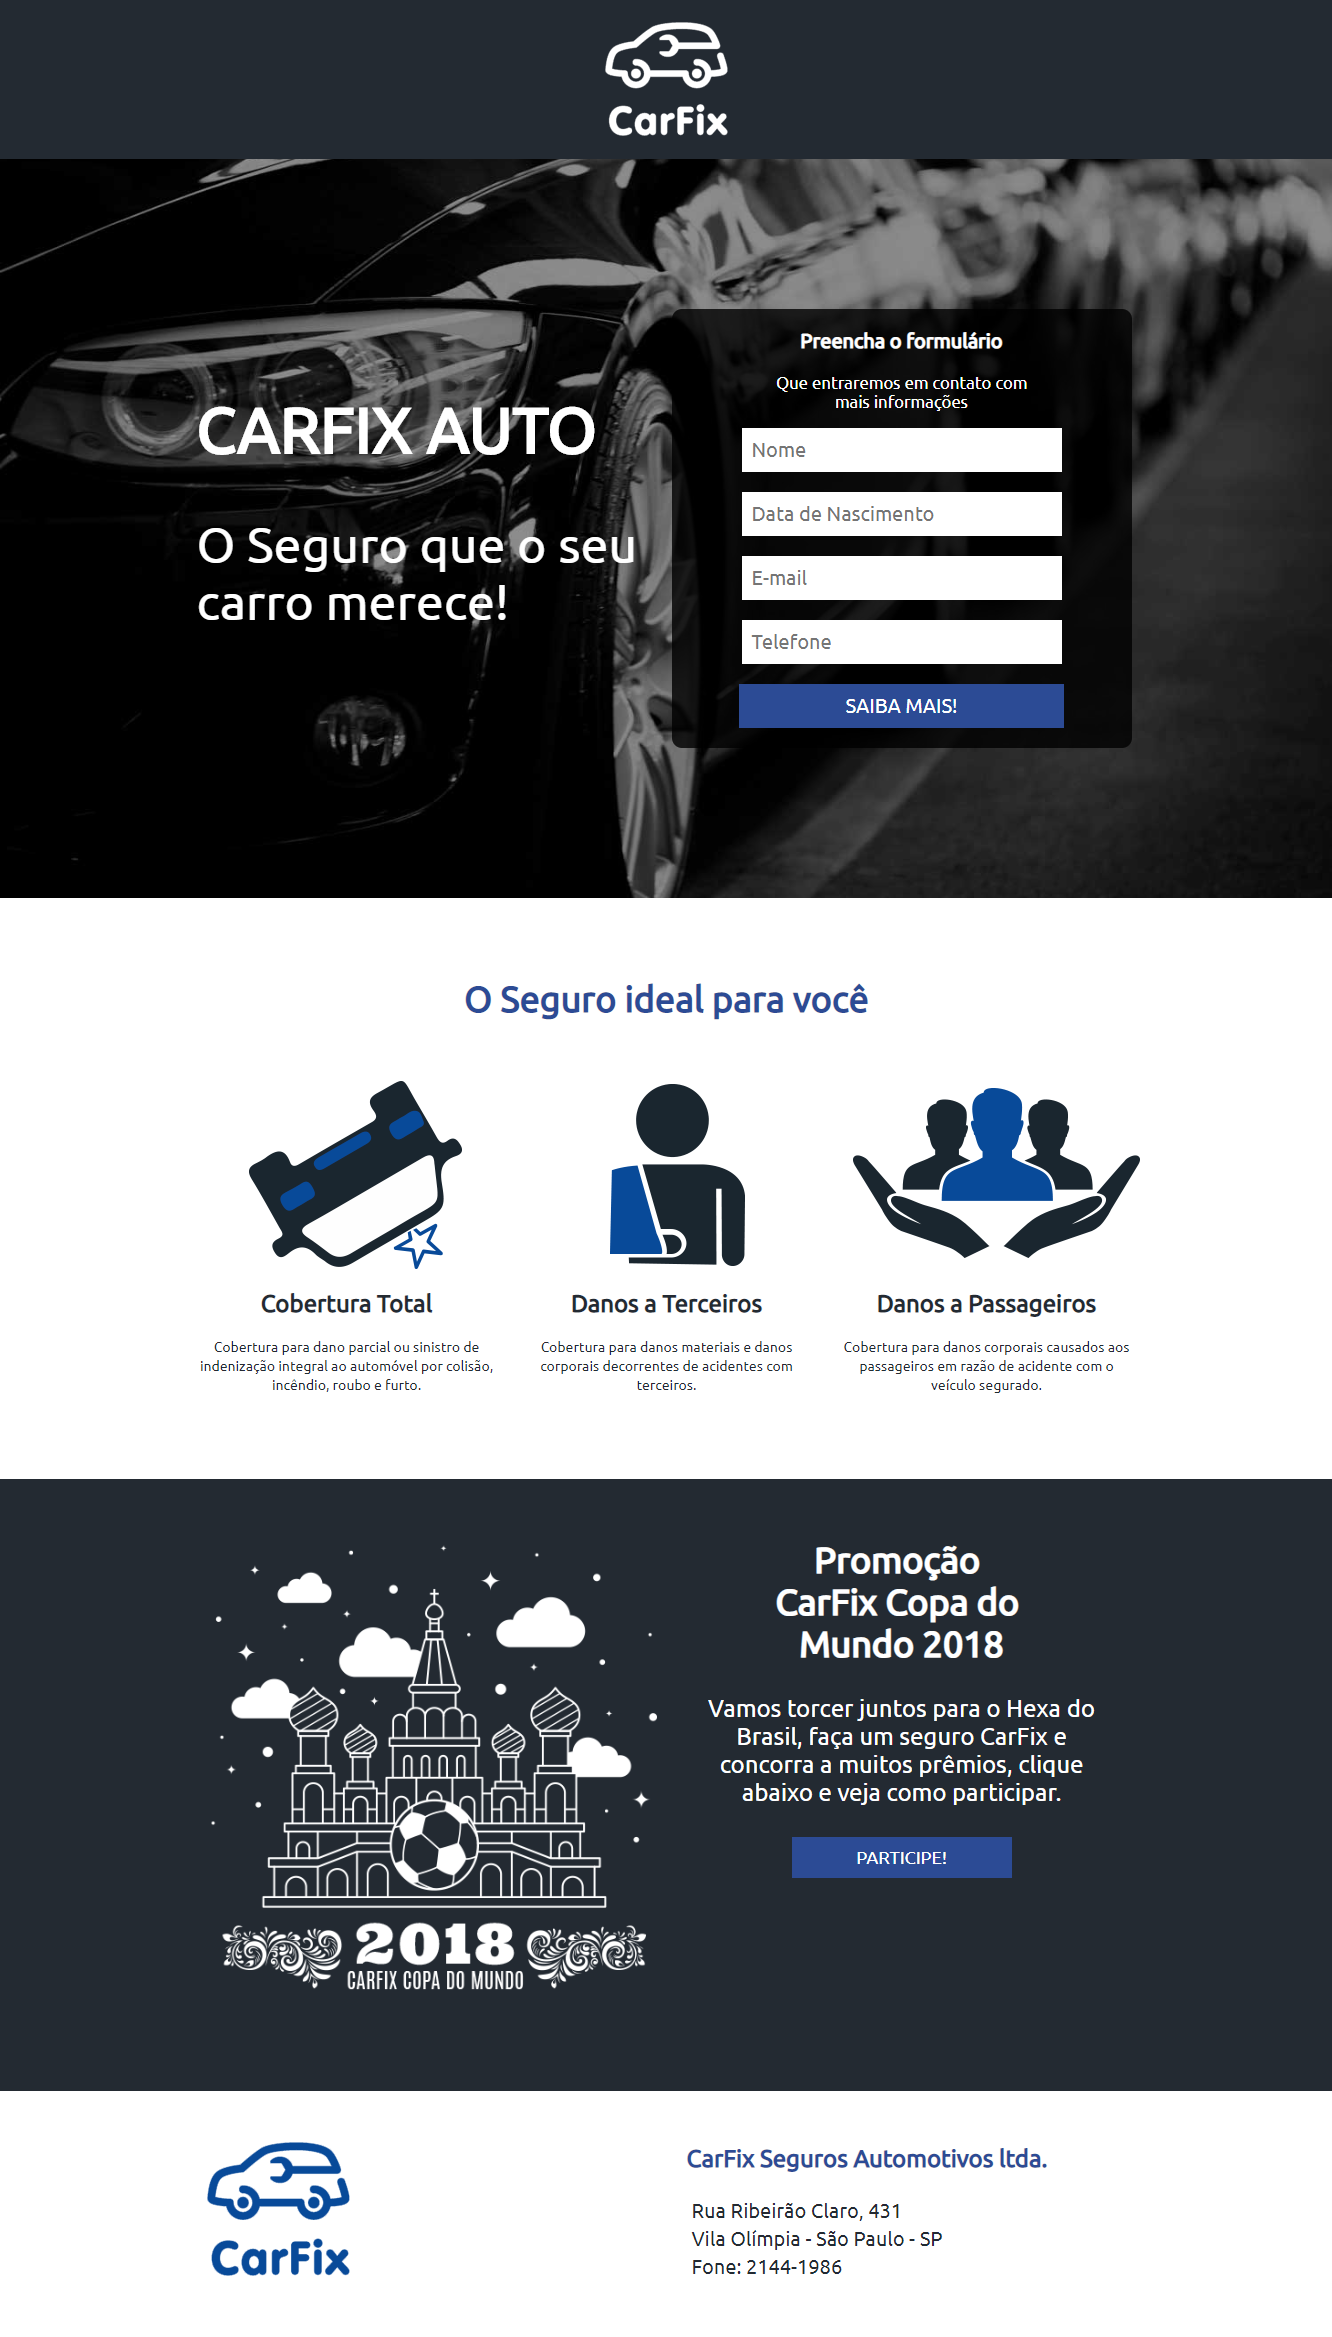 CarFix
Preencha o formulário
Que entraremos em contato com
mais informações
CARFIX AUTO
O Seguro que o seu
carro merece!
Nome
Data de Nascimento
E-mail
Telefone
SAIBA MAIS!
O Seguro ideal para você
Cobertura Total
Cobertura para dano parcial ou sinistro de
indenização integral ao automóvel por colisão,
incêndio, roubo e furto.
Danos a Terceiros
Cobertura para danos materiais e danos
corporais decorrentes de acidentes com
terceiros.
Danos a Passageiros
Cobertura para danos corporais causados aos
passageiros em razão de acidente com o
veículo segurado.
2018
CARFIX COPA DO MUNDO
Promoção
CarFix Copa do
Mundo 2018
Vamos torcer juntos para o Hexa do
Brasil, faça um seguro CarFix e
concorra a muitos prêmios, clique
abaixo e veja como participar.
PARTICIPE!
CarFix
CarFix Seguros Automotivos ltda.
Rua Ribeirão Claro, 431
Vila Olímpia - São Paulo - SP
Fone: 2144-1986